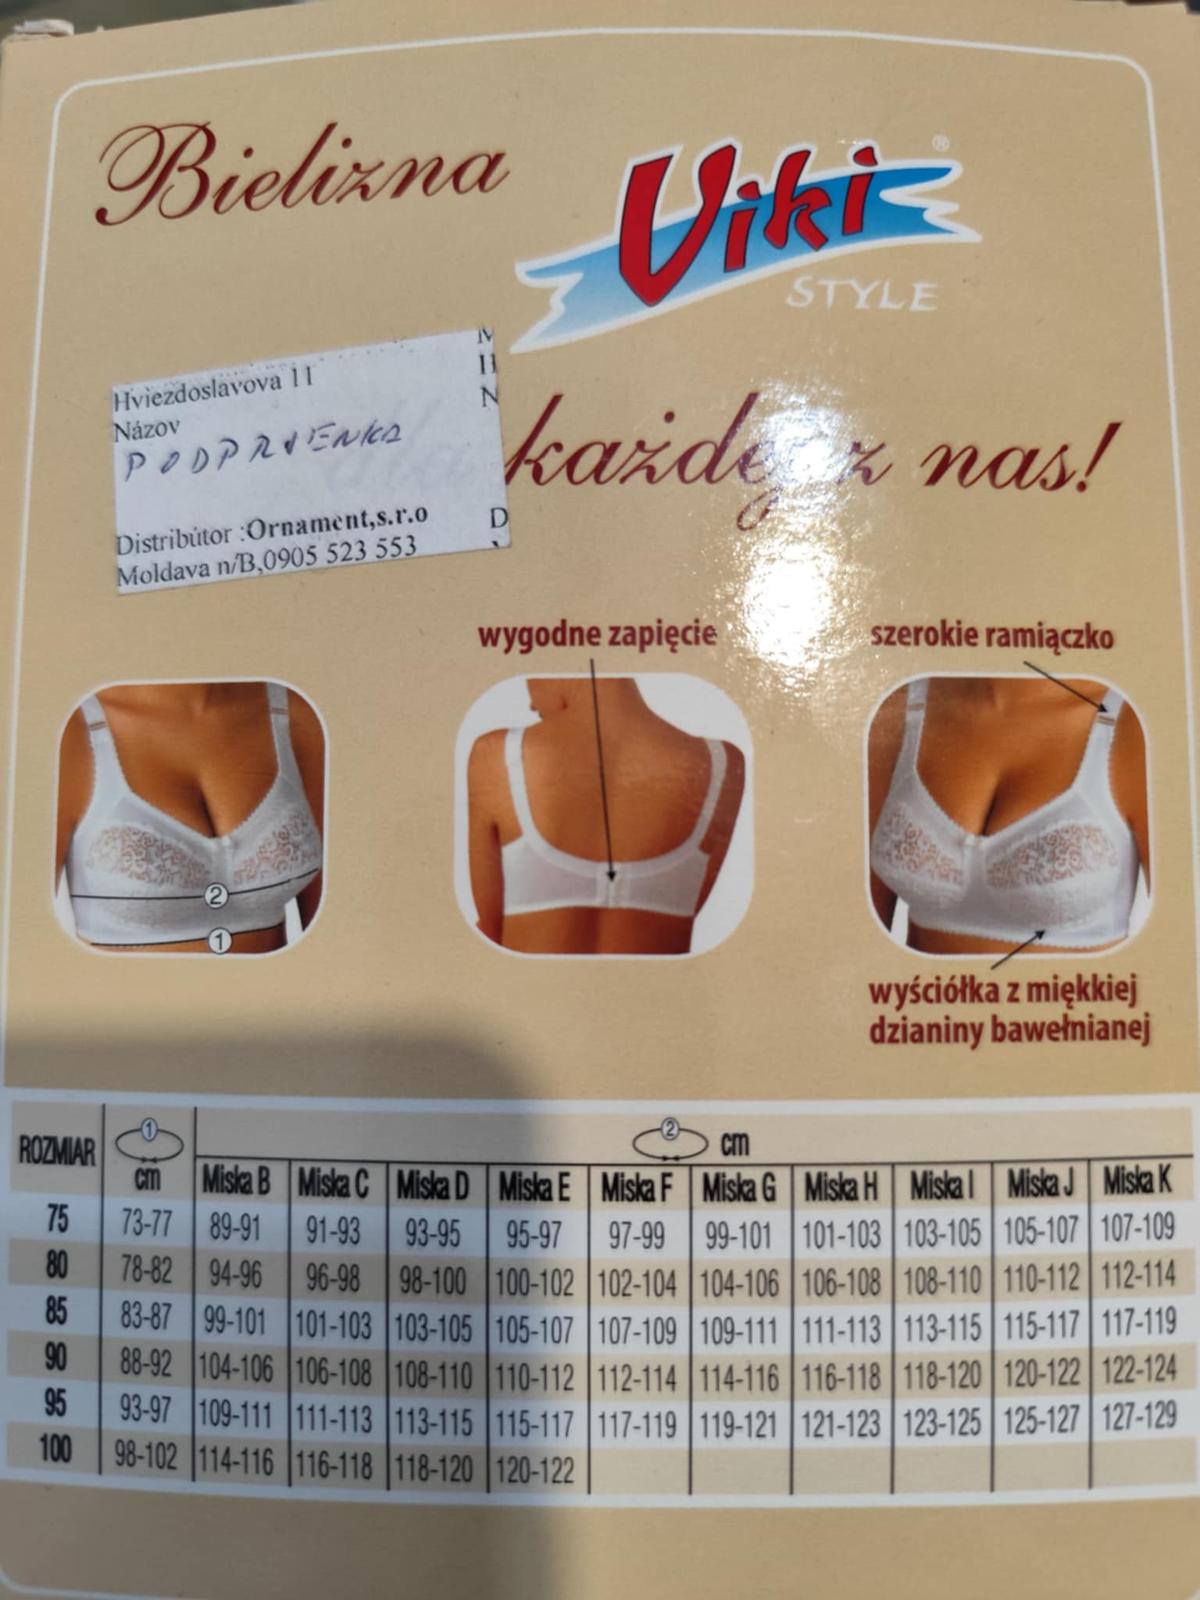 Bielizna
Viki ®
STYLE
Hviezdoslavova 11
Názov
PODPRSENKA
Distribútor :Ornament,s.r.o
Moldava n/B,0905 523 553
M
H
N
D
każdej z nas!
wygodne zapięcie
szerokie ramiączko
2
1
wyściółka z miękkiej
dzianiny bawełnianej
ROZMIAR 1 cm 2 cm
Miska B Miska C Miska D Miska E Miska F Miska G Miska H Miska I Miska J Miska K
75 73-77 89-91 91-93 93-95 95-97 97-99 99-101 101-103 103-105 105-107 107-109
80 78-82 94-96 96-98 98-100 100-102 102-104 104-106 106-108 108-110 110-112 112-114
85 83-87 99-101 101-103 103-105 105-107 107-109 109-111 111-113 113-115 115-117 117-119
90 88-92 104-106 106-108 108-110 110-112 112-114 114-116 116-118 118-120 120-122 122-124
95 93-97 109-111 111-113 113-115 115-117 117-119 119-121 121-123 123-125 125-127 127-129
100 98-102 114-116 116-118 118-120 120-122